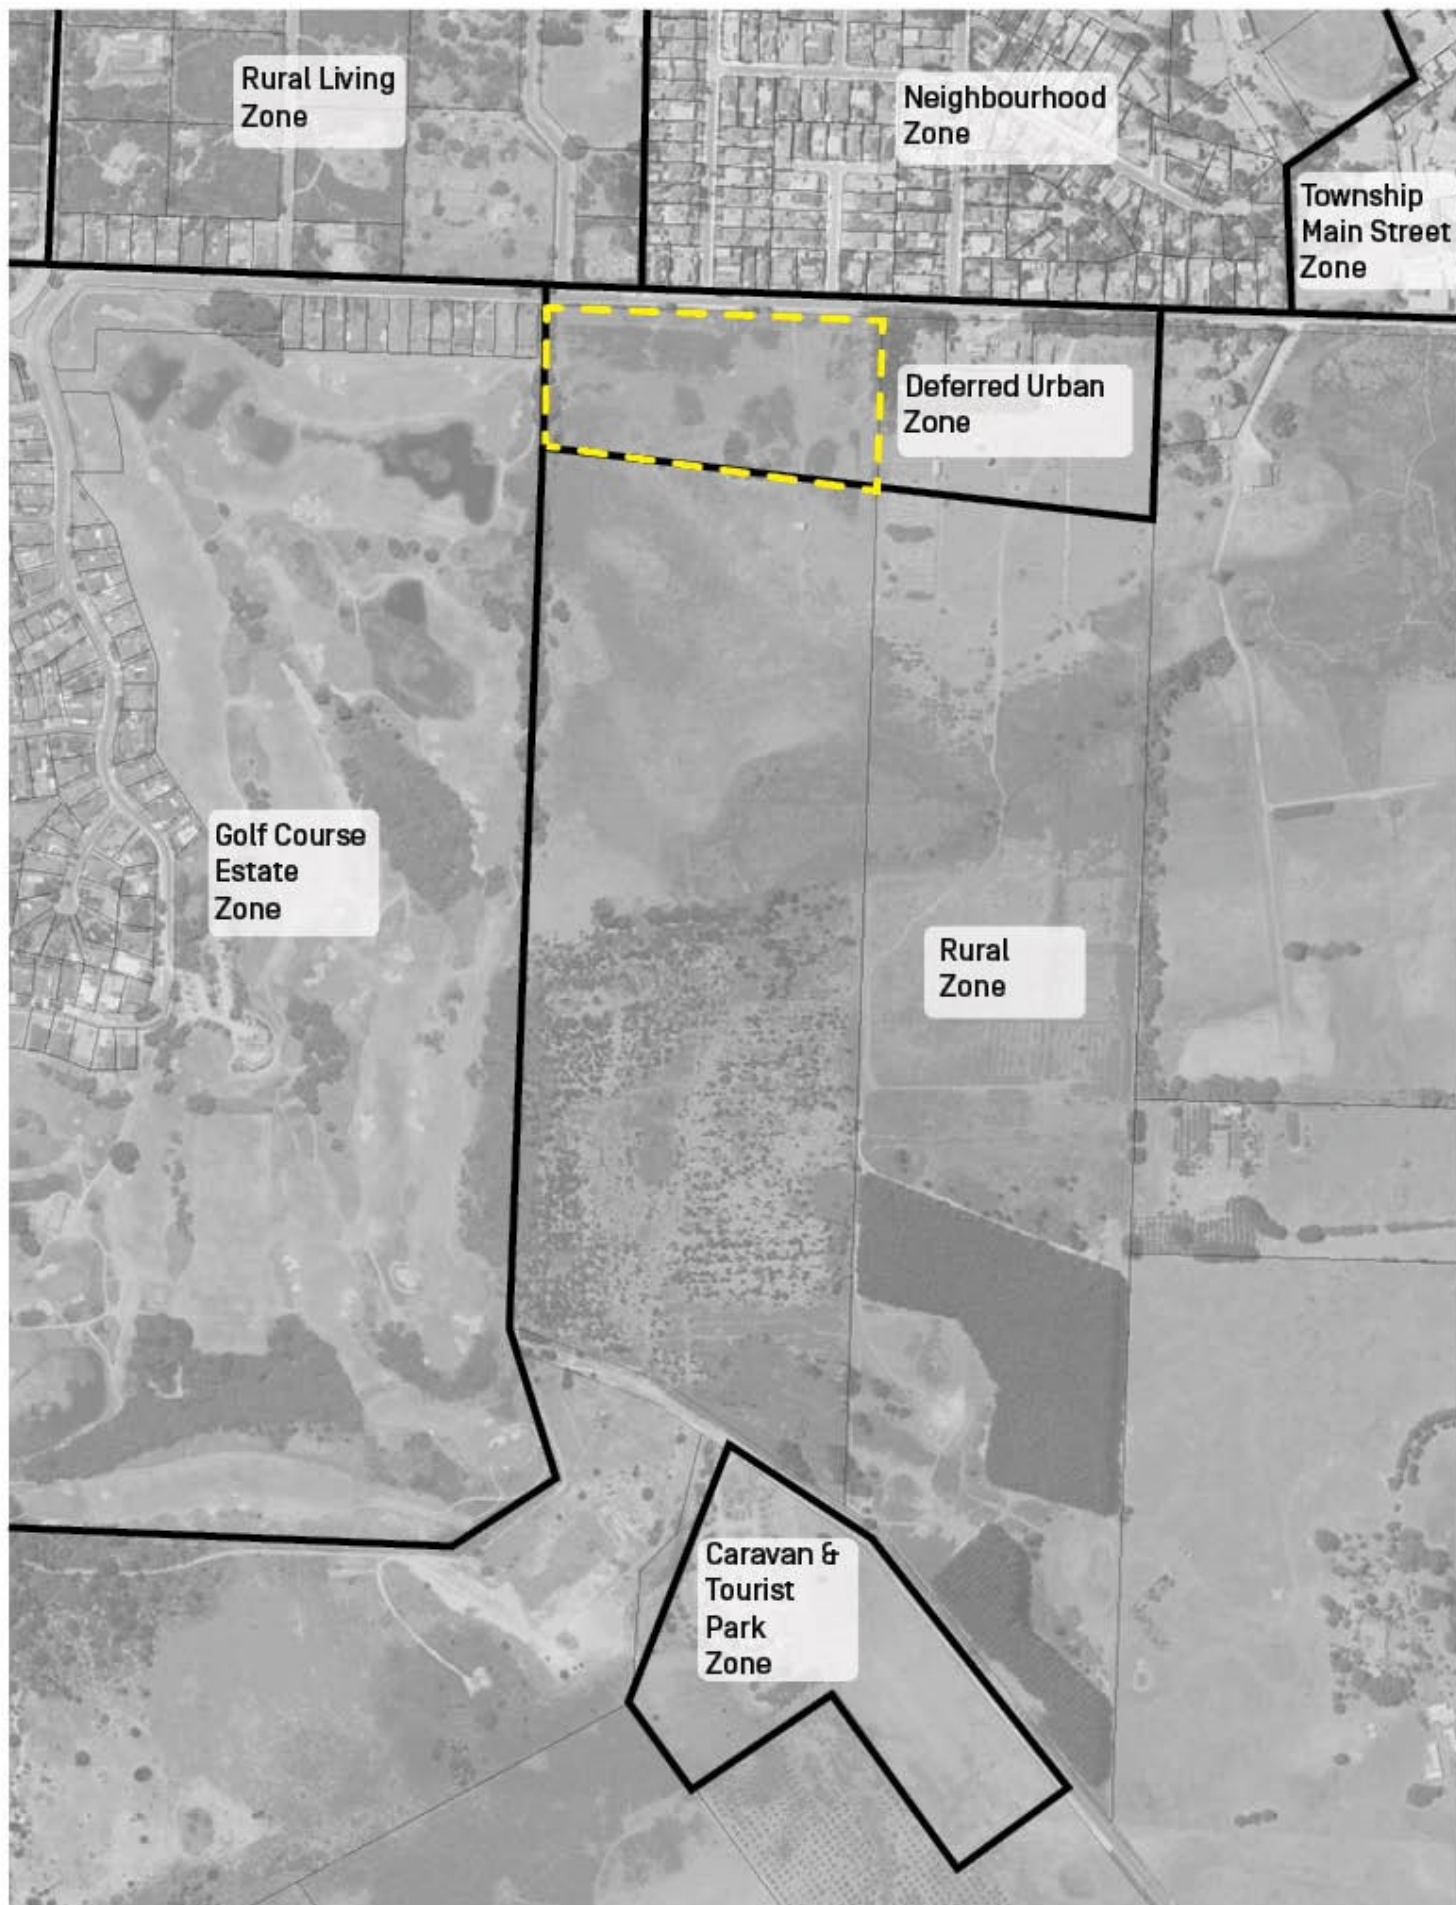 Rural Living
Zone
Neighbourhood
Zone
Township
Main Street
Zone
Deferred Urban
Zone
Golf Course
Estate
Zone
Rural
Zone
Caravan &
Tourist
Park
Zone